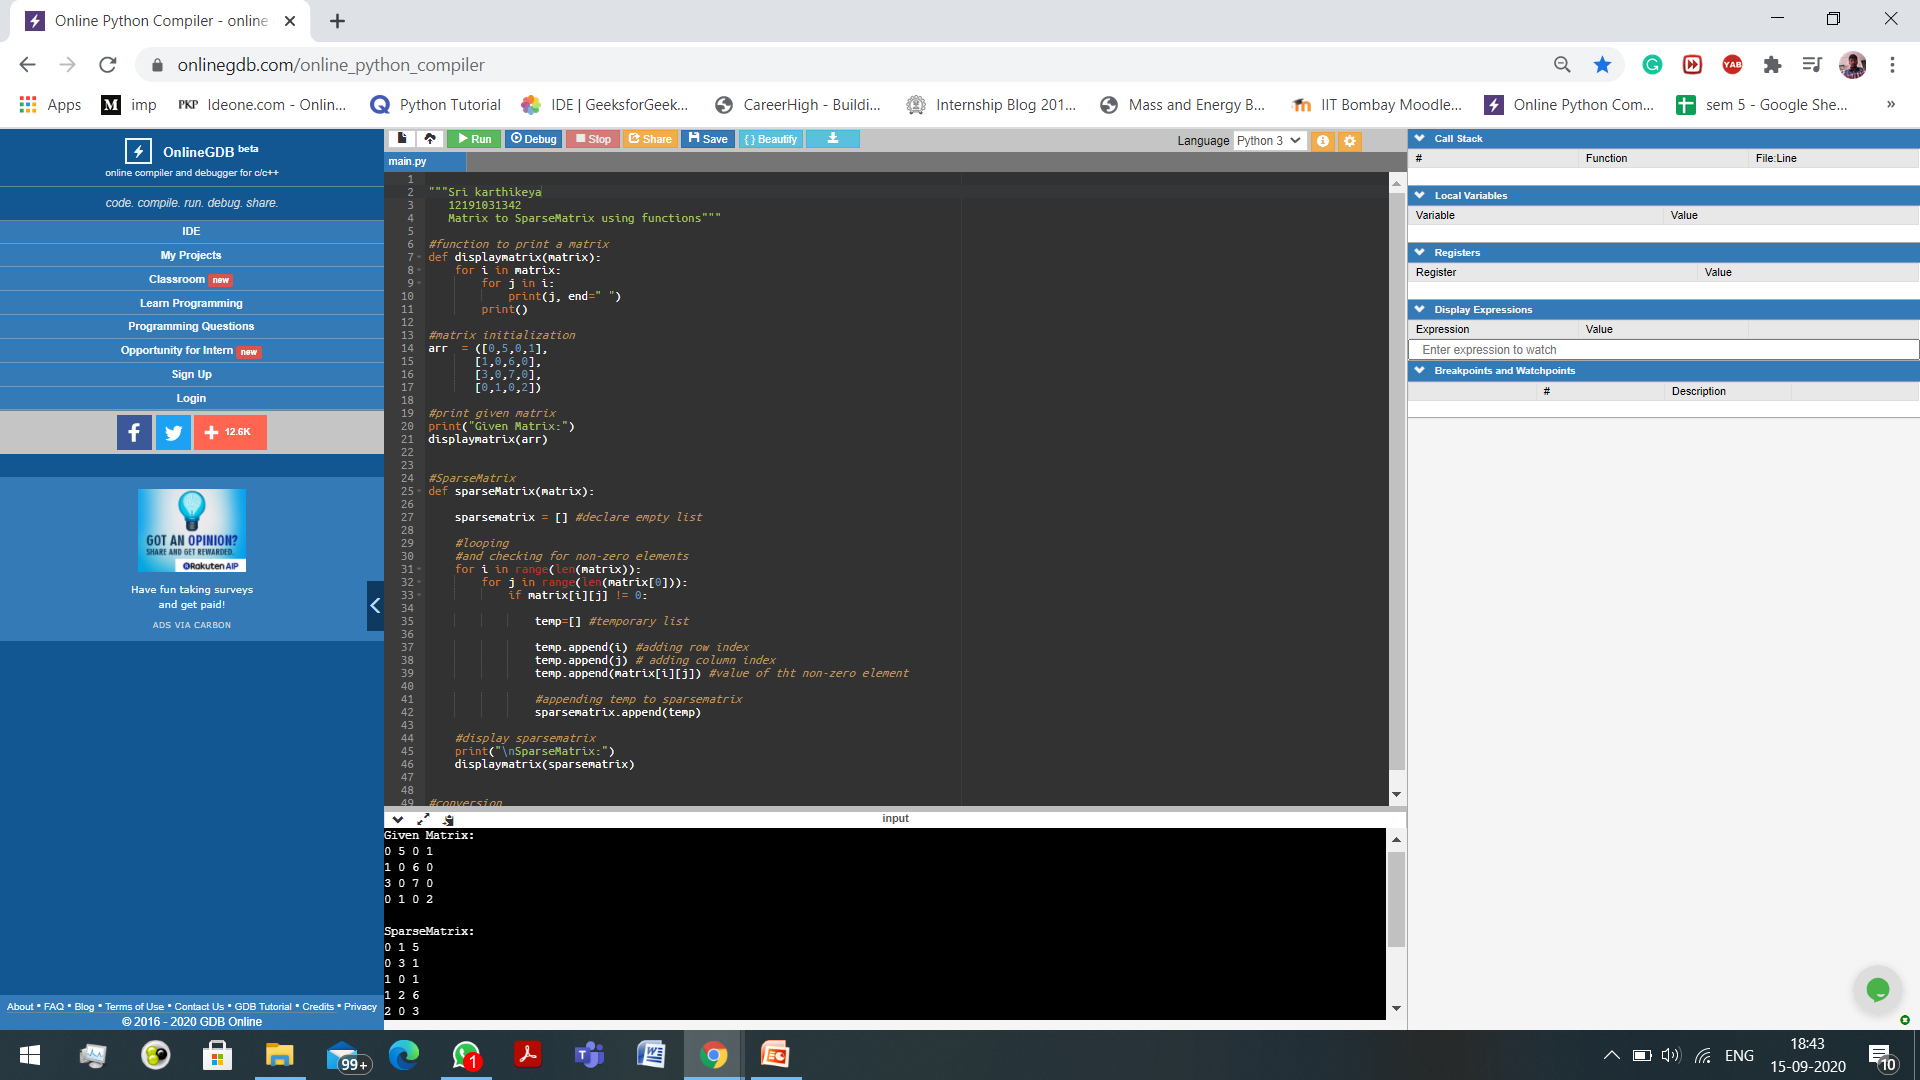 Online Python Compiler - online
onlinegdb.com/online_python_compiler
Apps
imp
PKP Ideone.com - Onlin...
Python Tutorial
IDE | GeeksforGeek...
CareerHigh - Buildi...
Internship Blog 201...
Mass and Energy B...
IIT Bombay Moodle...
Online Python Com...
sem 5 - Google She...
»
OnlineGDB beta
online compiler and debugger for c/c++
code. compile. run. debug. share.
IDE
My Projects
Classroom new
Learn Programming
Programming Questions
Opportunity for Intern new
Sign Up
Login
12.6K
GOT AN OPINION?
SHARE AND GET REWARDED.
Rakuten AIP
Have fun taking surveys
and get paid!
ADS VIA CARBON
About • FAQ • Blog • Terms of Use • Contact Us • GDB Tutorial • Credits • Privacy
© 2016 - 2020 GDB Online
Run Debug Stop Share Save { } Beautify
Language Python 3
main.py
1
2 """Sri karthikeya
3 12191031342
4 Matrix to SparseMatrix using functions"""
5
6 #function to print a matrix
7 def displaymatrix(matrix):
8 for i in matrix:
9 for j in i:
10 print(j, end=" ")
11 print()
12
13 #matrix initialization
14 arr = ([0,5,0,1],
15 [1,0,6,0],
16 [3,0,7,0],
17 [0,1,0,2])
18
19 #print given matrix
20 print("Given Matrix:")
21 displaymatrix(arr)
22
23
24 #SparseMatrix
25 def sparseMatrix(matrix):
26
27 sparsematrix = [] #declare empty list
28
29 #looping
30 #and checking for non-zero elements
31 for i in range(len(matrix)):
32 for j in range(len(matrix[0])):
33 if matrix[i][j] != 0:
34
35 temp=[] #temporary list
36
37 temp.append(i) #adding row index
38 temp.append(j) # adding column index
39 temp.append(matrix[i][j]) #value of tht non-zero element
40
41 #appending temp to sparsematrix
42 sparsematrix.append(temp)
43
44 #display sparsematrix
45 print("\nSparseMatrix:")
46 displaymatrix(sparsematrix)
47
48
49 #conversion
input
Given Matrix:
0 5 0 1
1 0 6 0
3 0 7 0
0 1 0 2
SparseMatrix:
0 1 5
0 3 1
1 0 1
1 2 6
2 0 3
Call Stack
# Function File:Line
Local Variables
Variable Value
Registers
Register Value
Display Expressions
Expression Value
Enter expression to watch
Breakpoints and Watchpoints
# Description
99+
1
ENG
18:43
15-09-2020
10